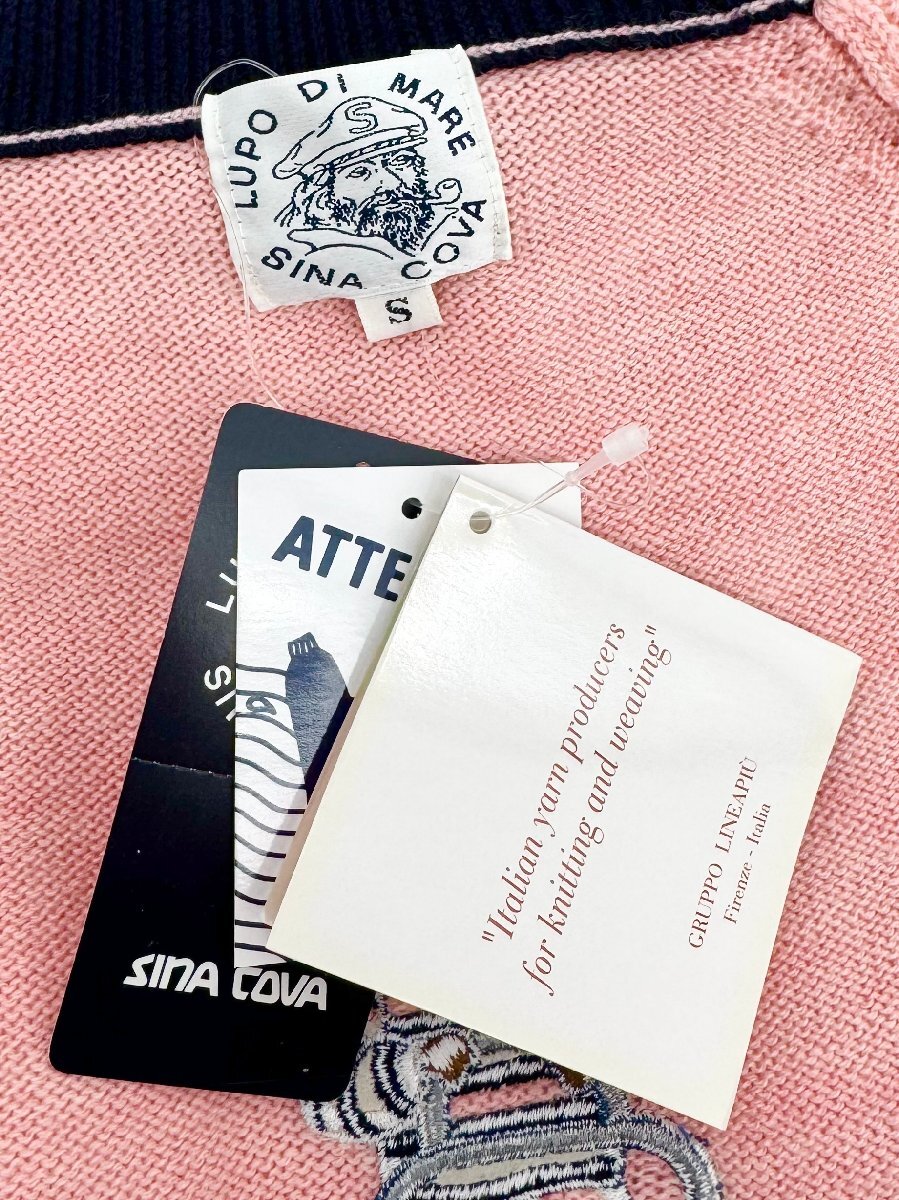 LUPO DI MARE
S
SINA COVA
S
ATTE
SINA COVA
"Italian yarn producers
for knitting and weaving"
GRUPPO LINEAPIÙ
Firenze - Italia